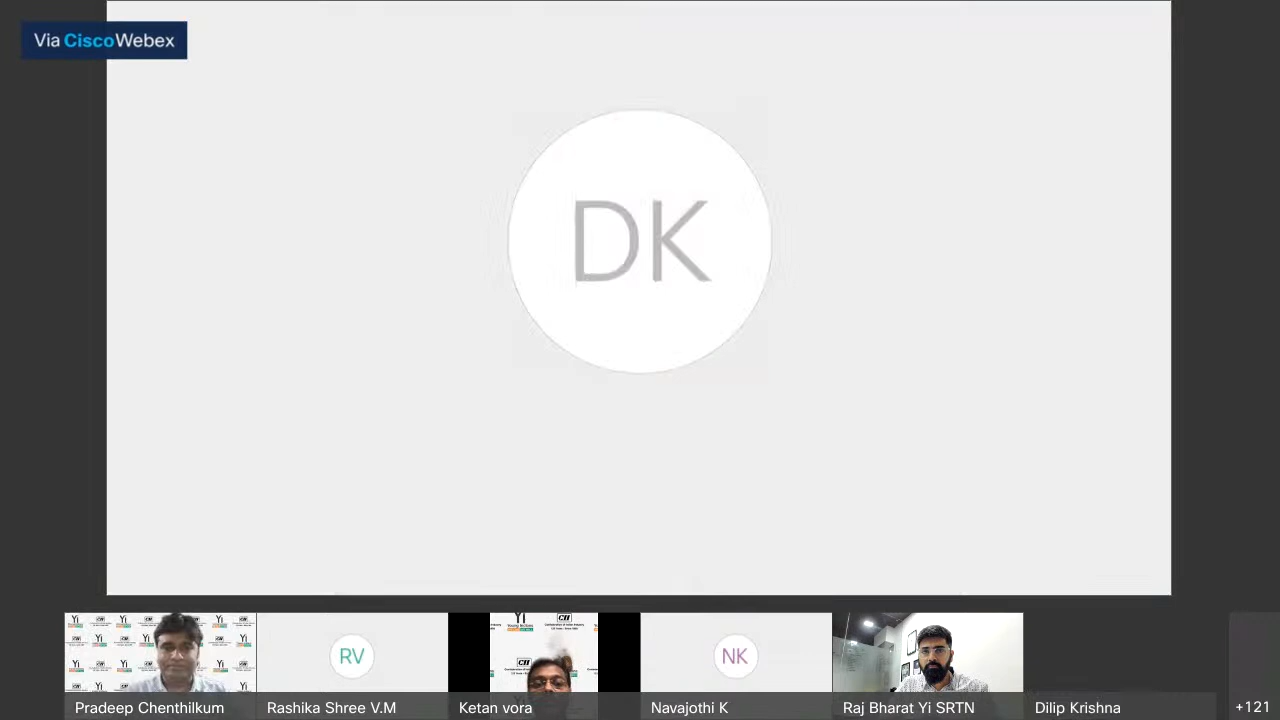 Via CiscoWebex
DK
RV
NK
Pradeep Chenthilkum
Rashika Shree V.M
Ketan vora
Navajothi K
Raj Bharat Yi SRTN
Dilip Krishna
+121